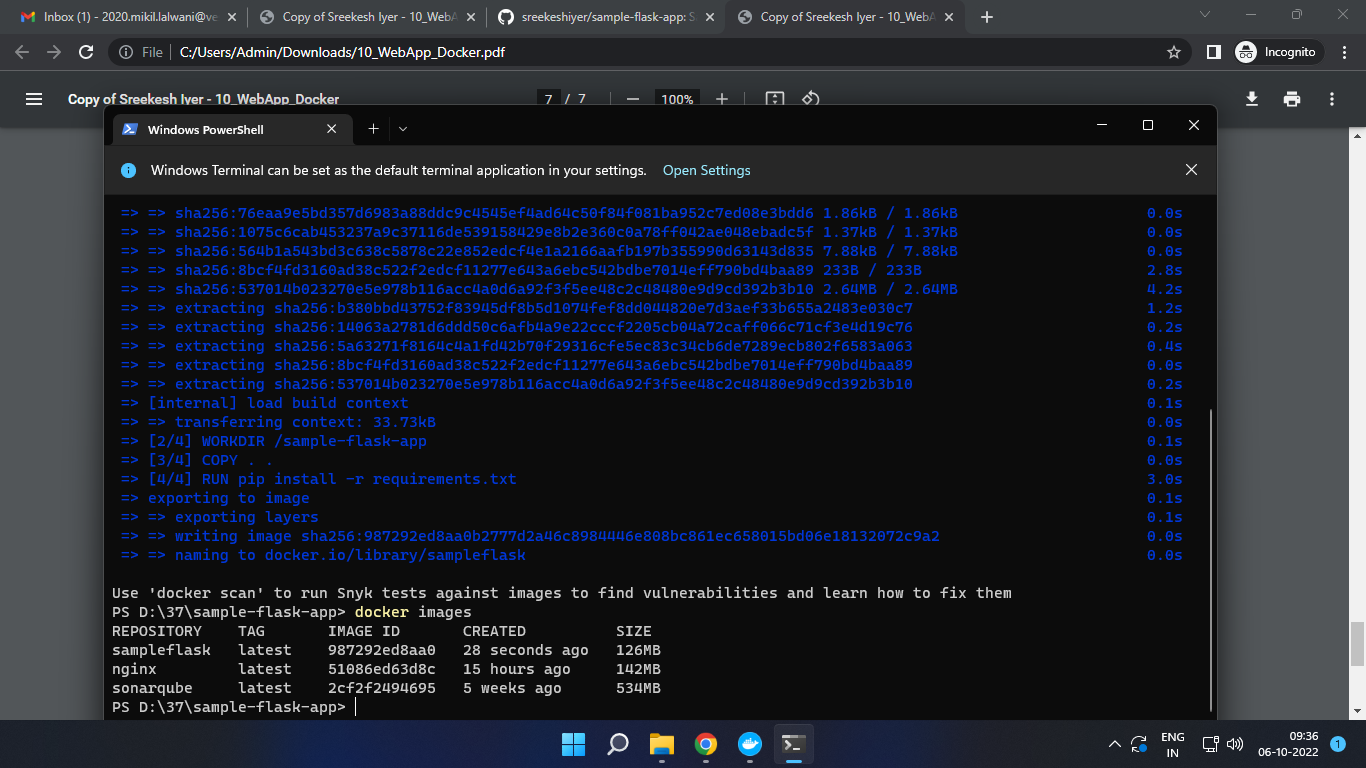 Inbox (1) - 2020.mikil.lalwani@ve
Copy of Sreekesh Iyer - 10_WebA
sreekeshiyer/sample-flask-app: S
Copy of Sreekesh Iyer - 10_WebA
File C:/Users/Admin/Downloads/10_WebApp_Docker.pdf
Incognito
Copy of Sreekesh Iyer - 10_WebApp_Docker
7 / 7
100%
Windows PowerShell
Windows Terminal can be set as the default terminal application in your settings. Open Settings
=> => sha256:76eaa9e5bd357d6983a88ddc9c4545ef4ad64c50f84f081ba952c7ed08e3bdd6 1.86kB / 1.86kB 0.0s
=> => sha256:1075c6cab453237a9c37116de539158429e8b2e360c0a78ff042ae048ebadc5f 1.37kB / 1.37kB 0.0s
=> => sha256:564b1a543bd3c638c5878c22e852edcf4e1a2166aafb197b355990d63143d835 7.88kB / 7.88kB 0.0s
=> => sha256:8bcf4fd3160ad38c522f2edcf11277e643a6ebc542bdbe7014eff790bd4baa89 233B / 233B 2.8s
=> => sha256:537014b023270e5e978b116acc4a0d6a92f3f5ee48c2c48480e9d9cd392b3b10 2.64MB / 2.64MB 4.2s
=> => extracting sha256:b380bbd43752f83945df8b5d1074fef8dd044820e7d3aef33b655a2483e030c7 1.2s
=> => extracting sha256:14063a2781d6ddd50c6afb4a9e22cccf2205cb04a72caff066c71cf3e4d19c76 0.2s
=> => extracting sha256:5a63271f8164c4a1fd42b70f29316cfe5ec83c34cb6de7289ecb802f6583a063 0.4s
=> => extracting sha256:8bcf4fd3160ad38c522f2edcf11277e643a6ebc542bdbe7014eff790bd4baa89 0.0s
=> => extracting sha256:537014b023270e5e978b116acc4a0d6a92f3f5ee48c2c48480e9d9cd392b3b10 0.2s
=> [internal] load build context 0.1s
=> => transferring context: 33.73kB 0.0s
=> [2/4] WORKDIR /sample-flask-app 0.1s
=> [3/4] COPY . . 0.0s
=> [4/4] RUN pip install -r requirements.txt 3.0s
=> exporting to image 0.1s
=> => exporting layers 0.1s
=> => writing image sha256:987292ed8aa0b2777d2a46c8984446e808bc861ec658015bd06e18132072c9a2 0.0s
=> => naming to docker.io/library/sampleflask 0.0s
Use 'docker scan' to run Snyk tests against images to find vulnerabilities and learn how to fix them
PS D:\37\sample-flask-app> docker images
REPOSITORY TAG IMAGE ID CREATED SIZE
sampleflask latest 987292ed8aa0 28 seconds ago 126MB
nginx latest 51086ed63d8c 15 hours ago 142MB
sonarqube latest 2cf2f2494695 5 weeks ago 534MB
PS D:\37\sample-flask-app>
ENG
IN
09:36
06-10-2022
1